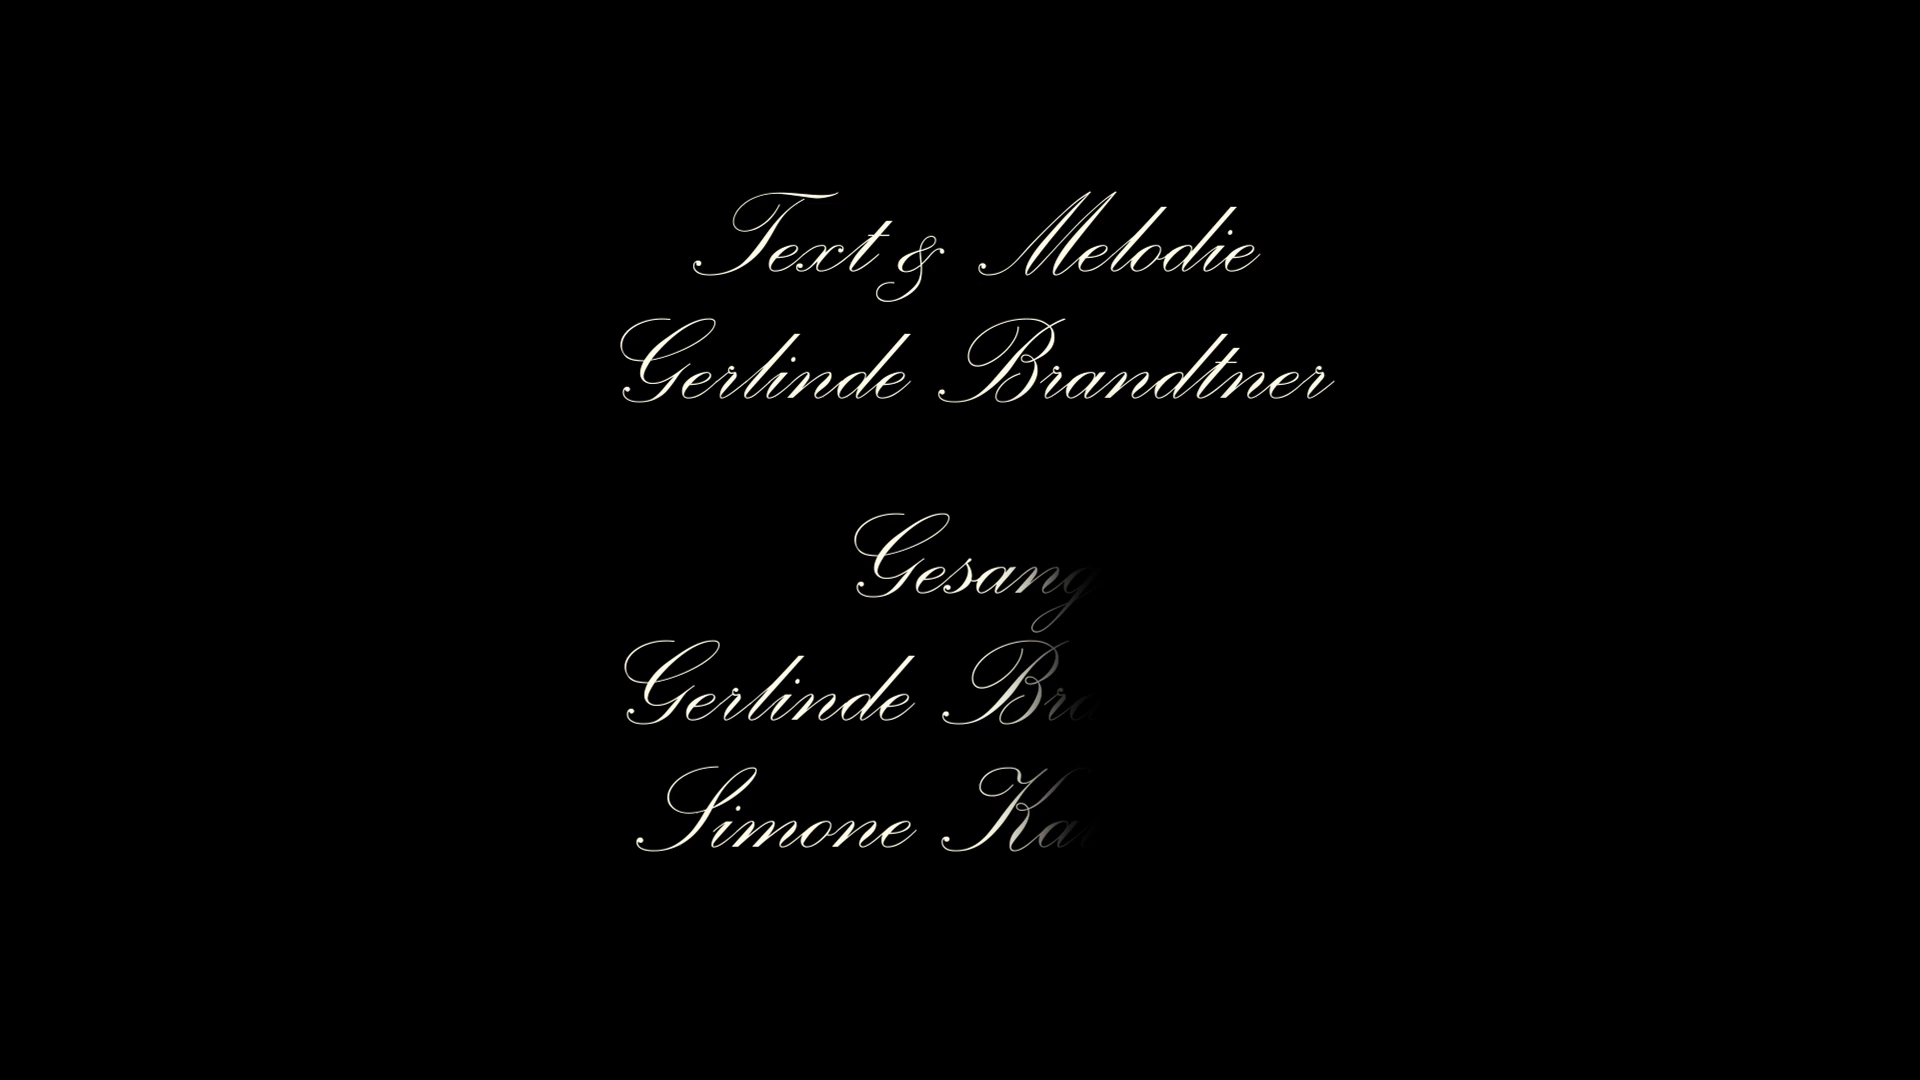 Text & Melodie
Gerlinde Brandtner
Gesang
Gerlinde
Simone